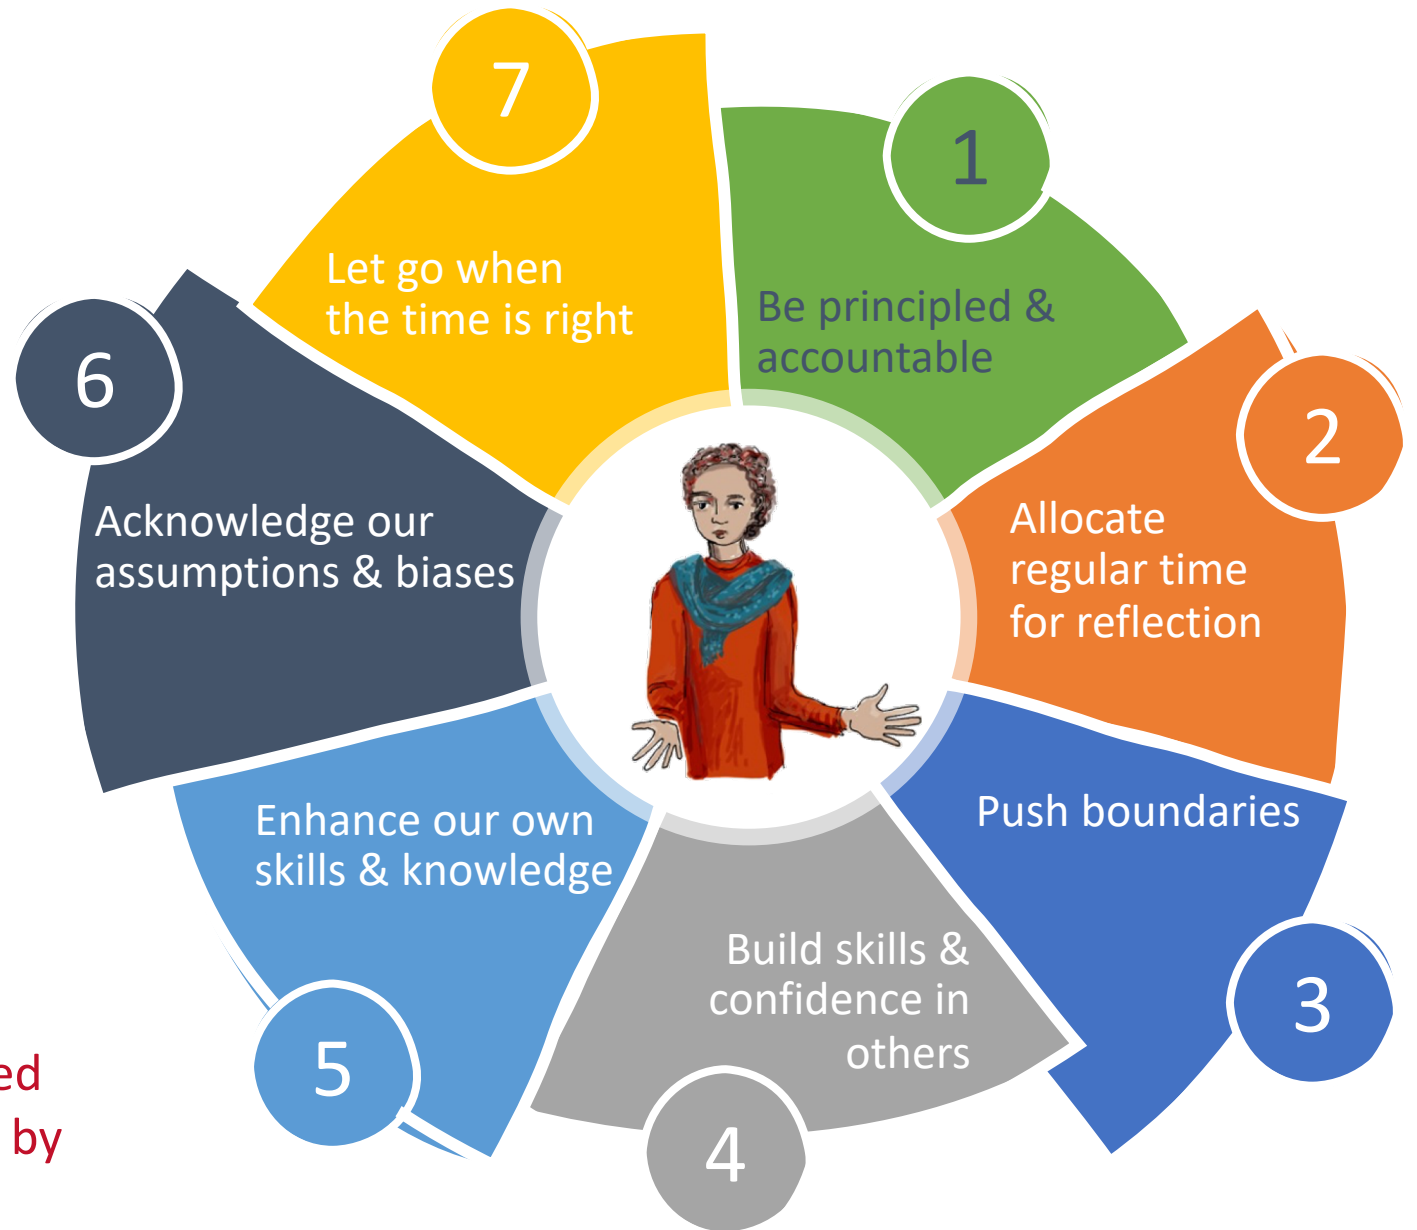 1
Be principled &
accountable
2
Allocate
regular time
for reflection
3
Push boundaries
4
Build skills &
confidence in
others
5
Enhance our own
skills & knowledge
6
Acknowledge our
assumptions & biases
7
Let go when
the time is right
by